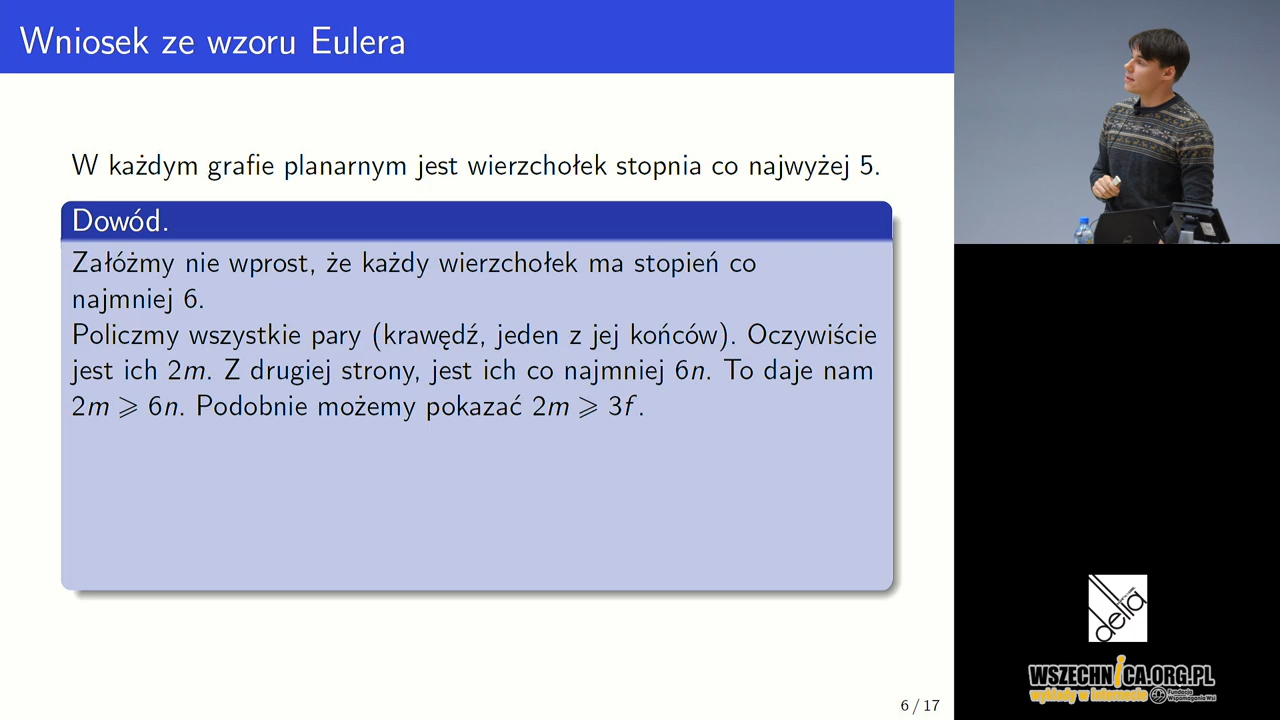 Wniosek ze wzoru Eulera
W każdym grafie planarnym jest wierzchołek stopnia co najwyżej 5.
Dowód.
Załóżmy nie wprost, że każdy wierzchołek ma stopień co
najmniej 6.
Policzmy wszystkie pary (krawędź, jeden z jej końców). Oczywiście
jest ich 2m. Z drugiej strony, jest ich co najmniej 6n. To daje nam
2m ⩾ 6n. Podobnie możemy pokazać 2m ⩾ 3f.
6 / 17
delta
WSZECHNICA.ORG.PL
wykłady w internecie
Fundacja
Wspomagania Wsi